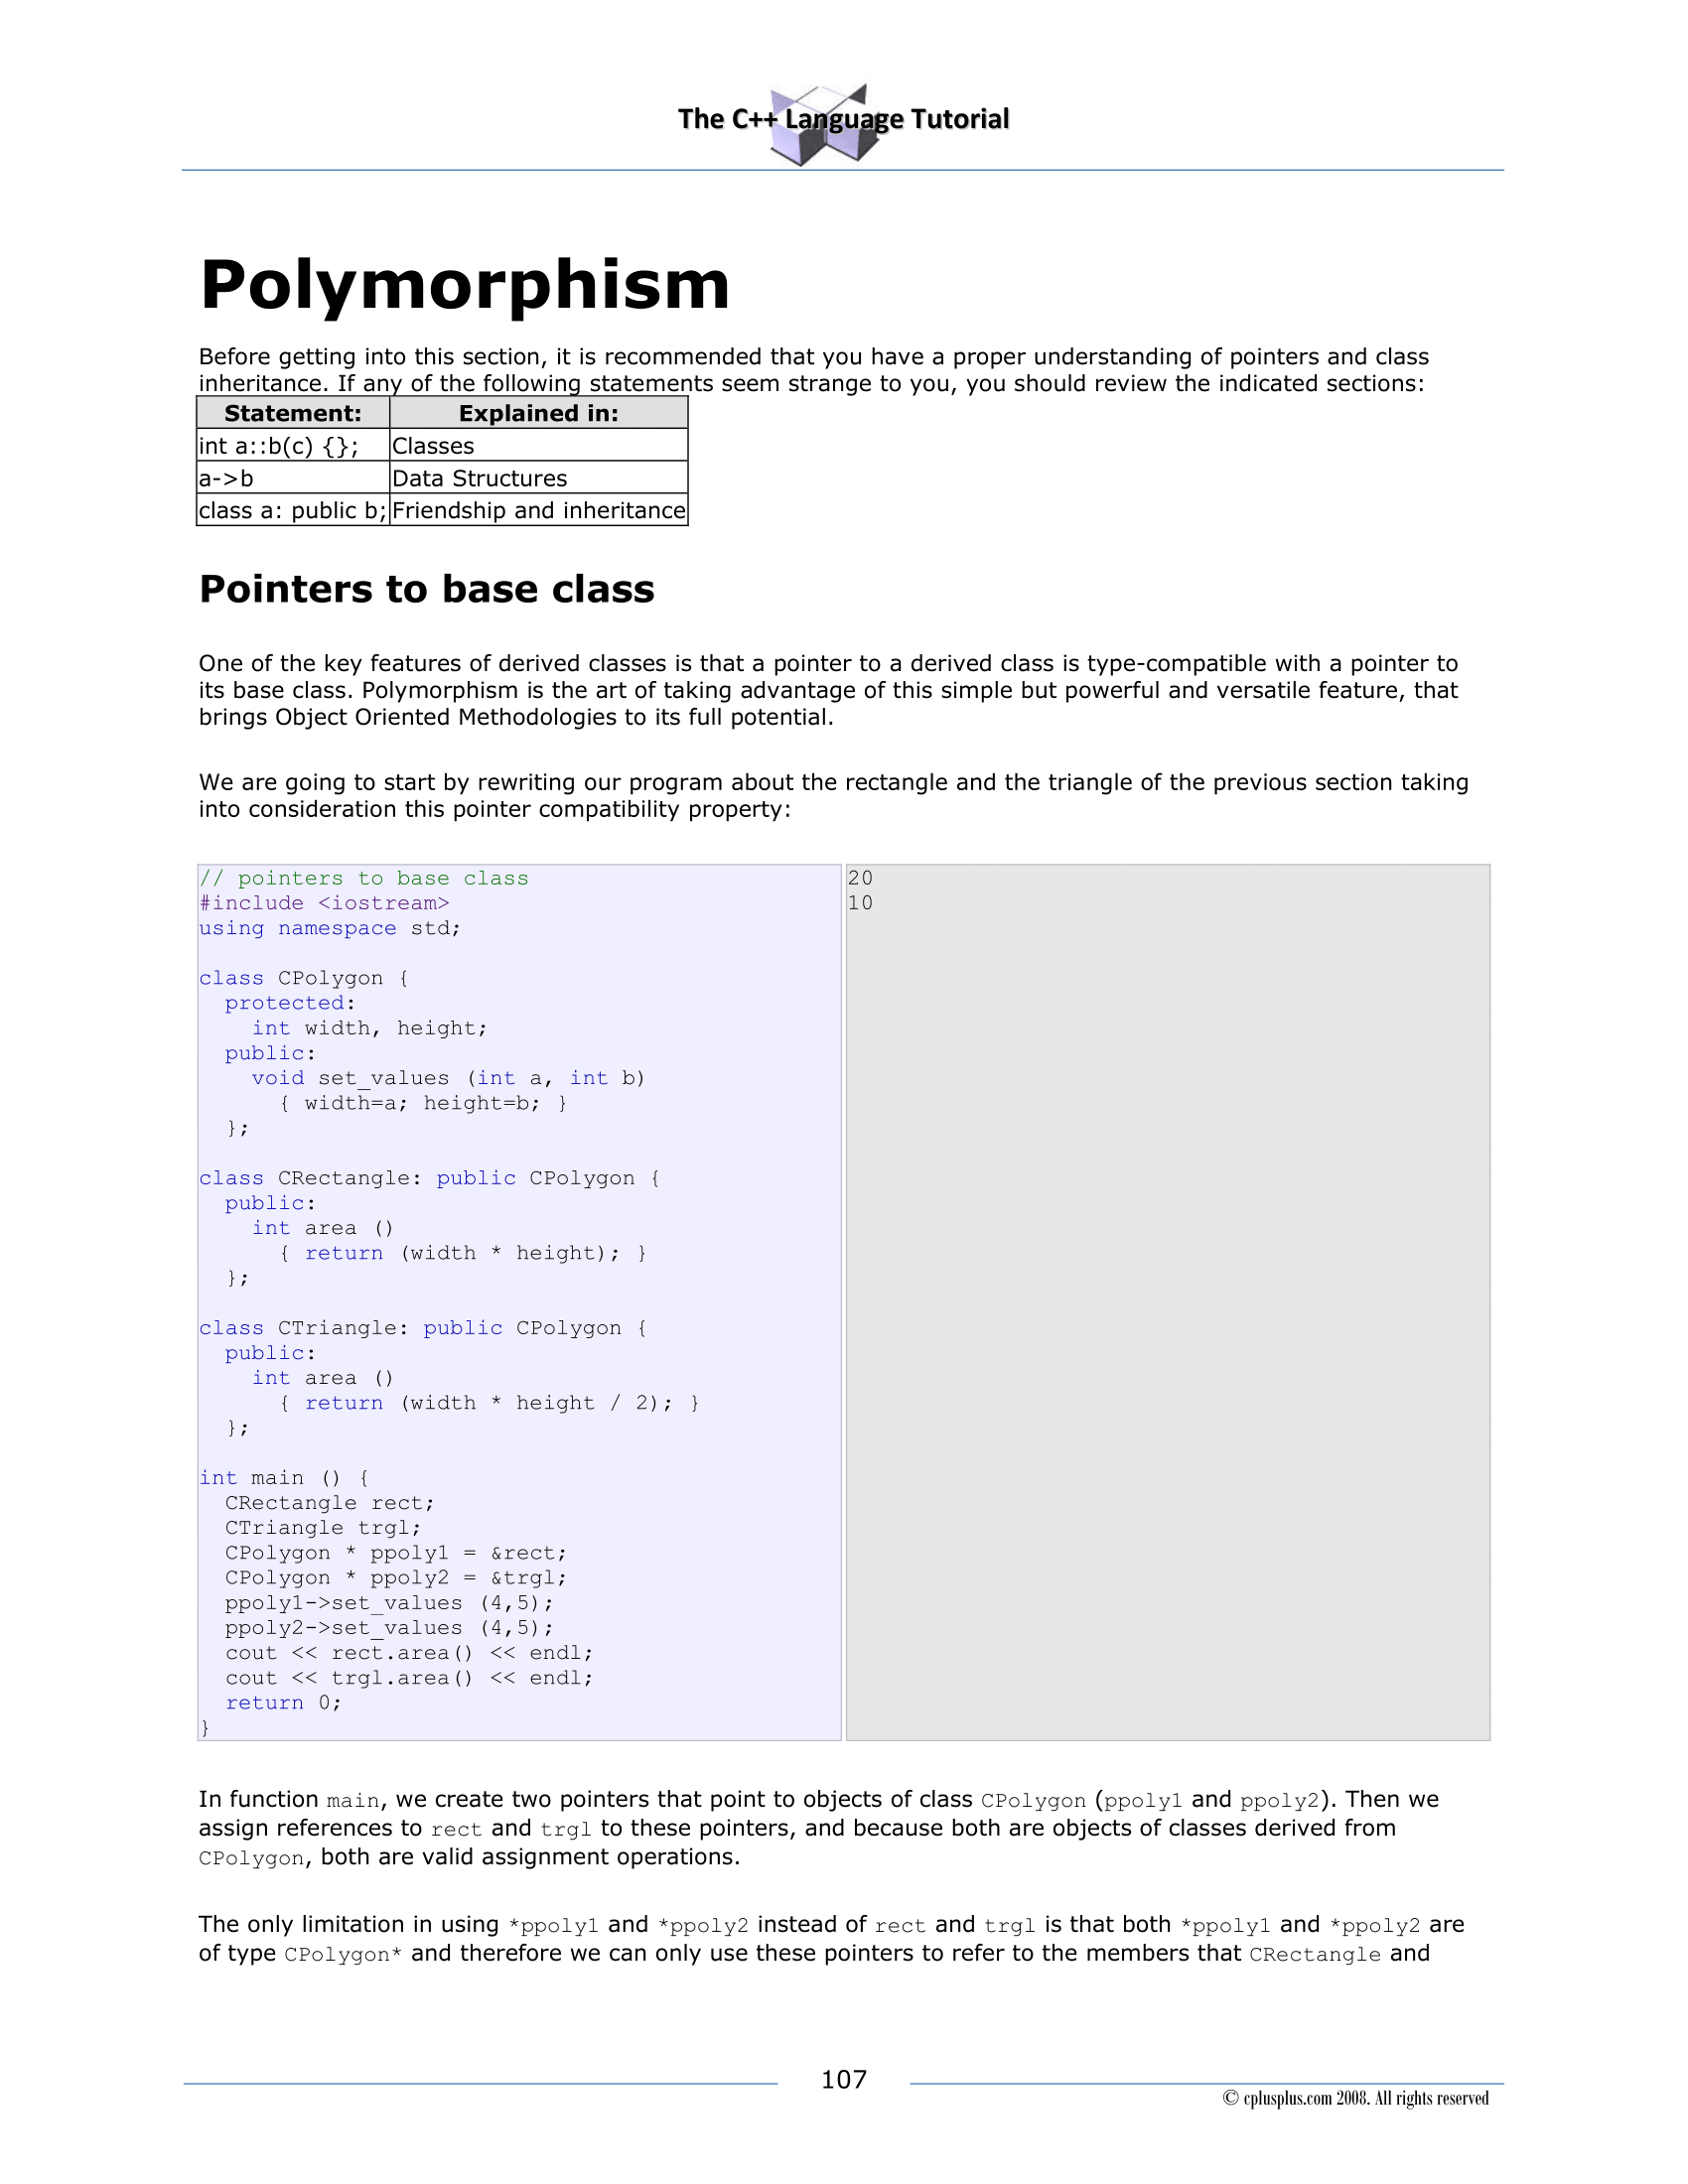 The C++ Language Tutorial
Polymorphism
Before getting into this section, it is recommended that you have a proper understanding of pointers and class
inheritance. If any of the following statements seem strange to you, you should review the indicated sections:
Statement: Explained in:
int a::b(c) {}; Classes
a->b Data Structures
class a: public b; Friendship and inheritance
Pointers to base class
One of the key features of derived classes is that a pointer to a derived class is type-compatible with a pointer to
its base class. Polymorphism is the art of taking advantage of this simple but powerful and versatile feature, that
brings Object Oriented Methodologies to its full potential.
We are going to start by rewriting our program about the rectangle and the triangle of the previous section taking
into consideration this pointer compatibility property:
// pointers to base class
#include <iostream>
using namespace std;
class CPolygon {
  protected:
    int width, height;
  public:
    void set_values (int a, int b)
      { width=a; height=b; }
  };
class CRectangle: public CPolygon {
  public:
    int area ()
      { return (width * height); }
  };
class CTriangle: public CPolygon {
  public:
    int area ()
      { return (width * height / 2); }
  };
int main () {
  CRectangle rect;
  CTriangle trgl;
  CPolygon * ppoly1 = &rect;
  CPolygon * ppoly2 = &trgl;
  ppoly1->set_values (4,5);
  ppoly2->set_values (4,5);
  cout << rect.area() << endl;
  cout << trgl.area() << endl;
  return 0;
}
20
10
In function main, we create two pointers that point to objects of class CPolygon (ppoly1 and ppoly2). Then we
assign references to rect and trgl to these pointers, and because both are objects of classes derived from
CPolygon, both are valid assignment operations.
The only limitation in using *ppoly1 and *ppoly2 instead of rect and trgl is that both *ppoly1 and *ppoly2 are
of type CPolygon* and therefore we can only use these pointers to refer to the members that CRectangle and
107
© cplusplus.com 2008. All rights reserved